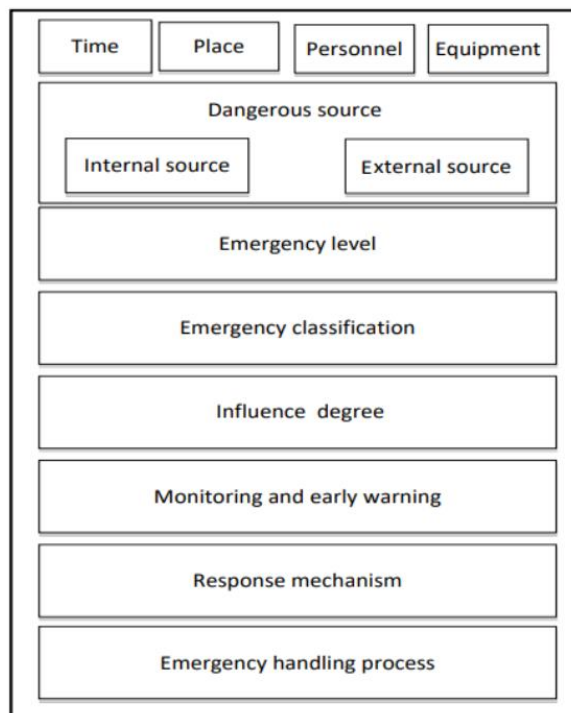 Time Place Personnel Equipment
Dangerous source
Internal source External source
Emergency level
Emergency classification
Influence degree
Monitoring and early warning
Response mechanism
Emergency handling process